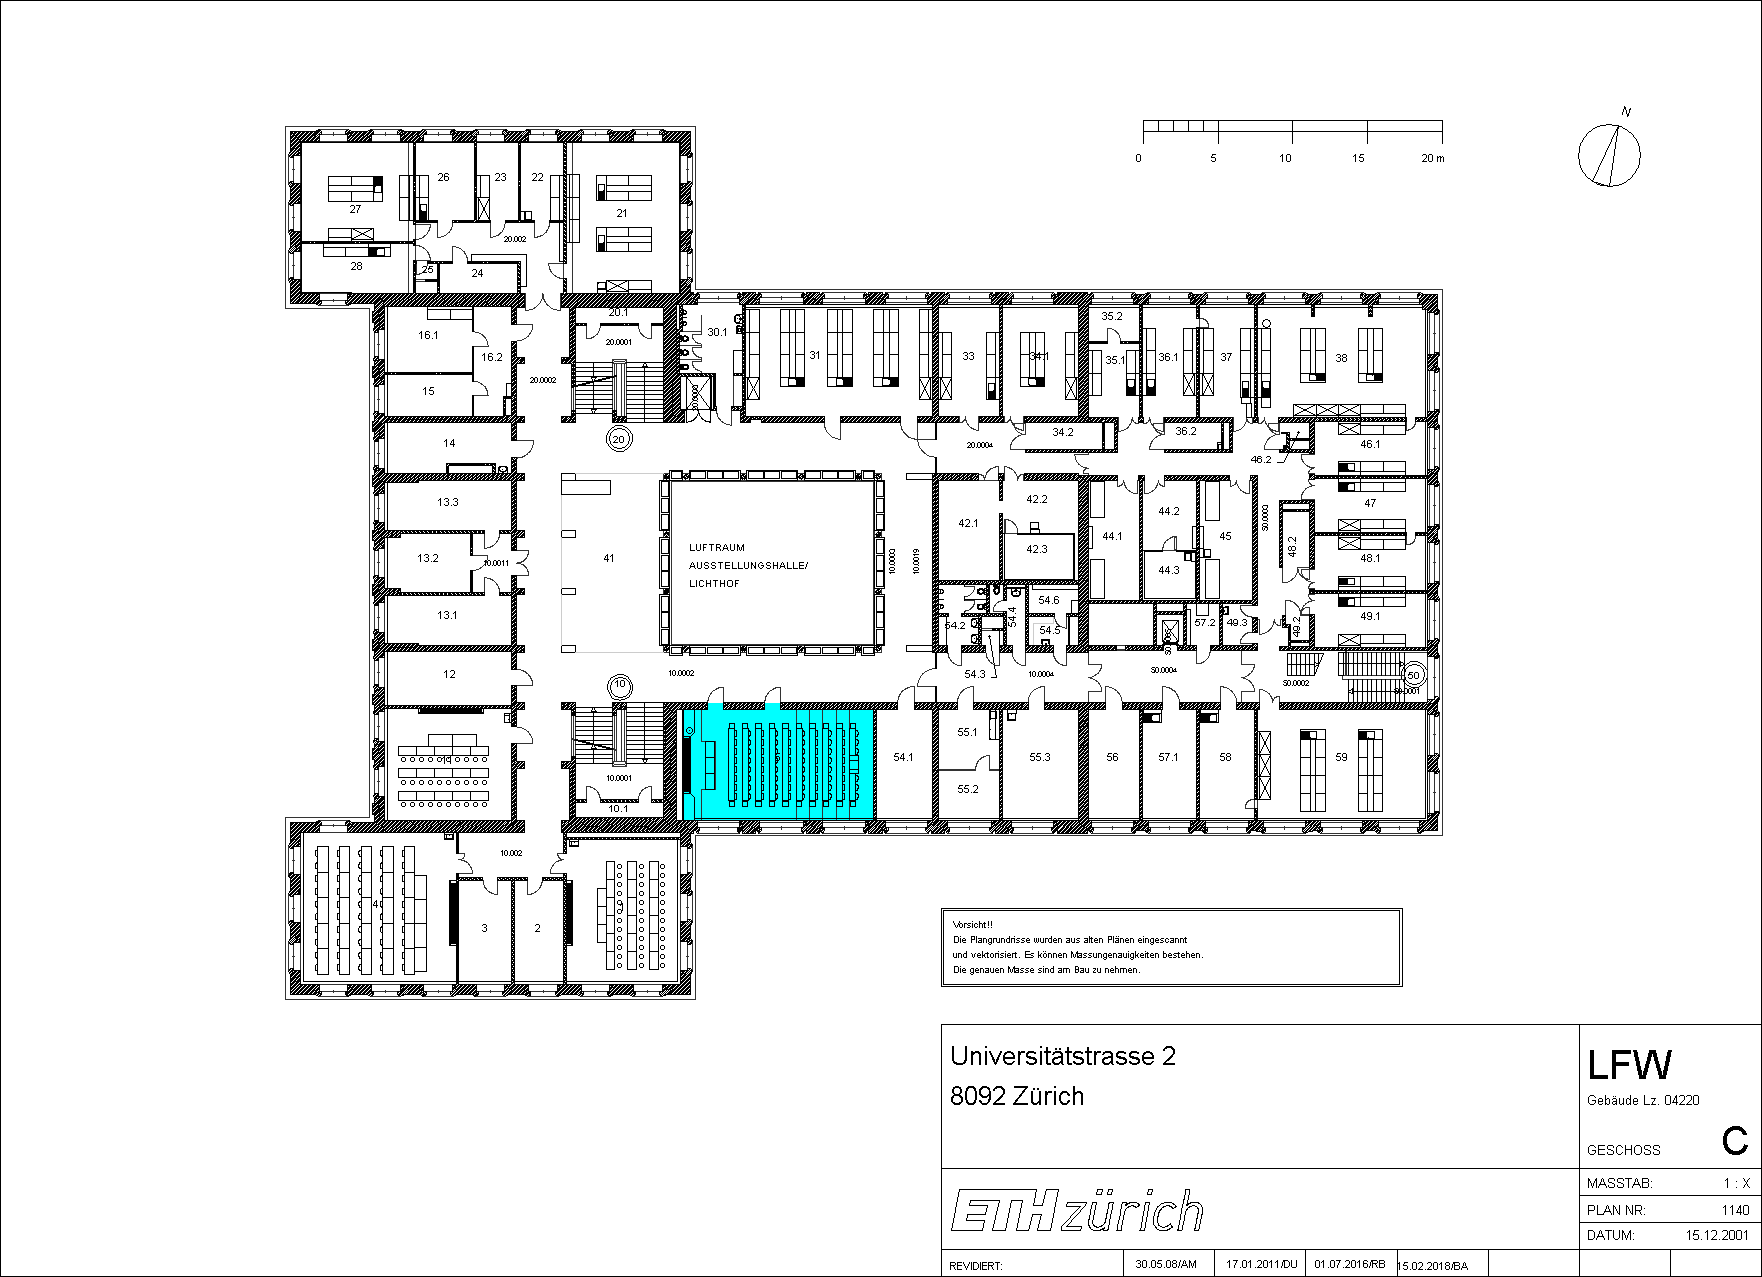 N
0 5 10 15 20 m
26 23 22
27 21
20.002
28 25 24
20.1
16.1 20.0001 30.1 31 33 34.1 35.2 35.1 36.1 37 38
16.2
15 20.0002
14 20 20.0004 34.2 36.2 46.1
46.2
13.3 42.1 42.2 44.1 44.2 45 47
LUFTRAUM
AUSSTELLUNGSHALLE/
LICHTHOF
13.2 10.0011 41 10.0003 10.0019 42.3 44.3 50.0003 48.2 48.1
13.1 54.2 54.4 54.6 54.5 57.2 49.3 49.2 49.1
12 10 10.0002 54.3 10.0004 50.0004 50.0002 50 50.0001
54.1 55.1 55.3 56 57.1 58 59
55.2
10.0001
10.1
10.002
4 3 2
Vorsicht!!
Die Plangrundrisse wurden aus alten Plänen eingescannt
und vektorisiert. Es können Massungenauigkeiten bestehen.
Die genauen Masse sind am Bau zu nehmen.
Universitätstrasse 2
8092 Zürich
LFW
Gebäude Lz. 04220
GESCHOSS C
ETH zürich
MASSTAB: 1 : X
PLAN NR: 1140
DATUM: 15.12.2001
REVIDIERT: 30.05.08/AM 17.01.2011/DU 01.07.2016/RB 15.02.2018/BA